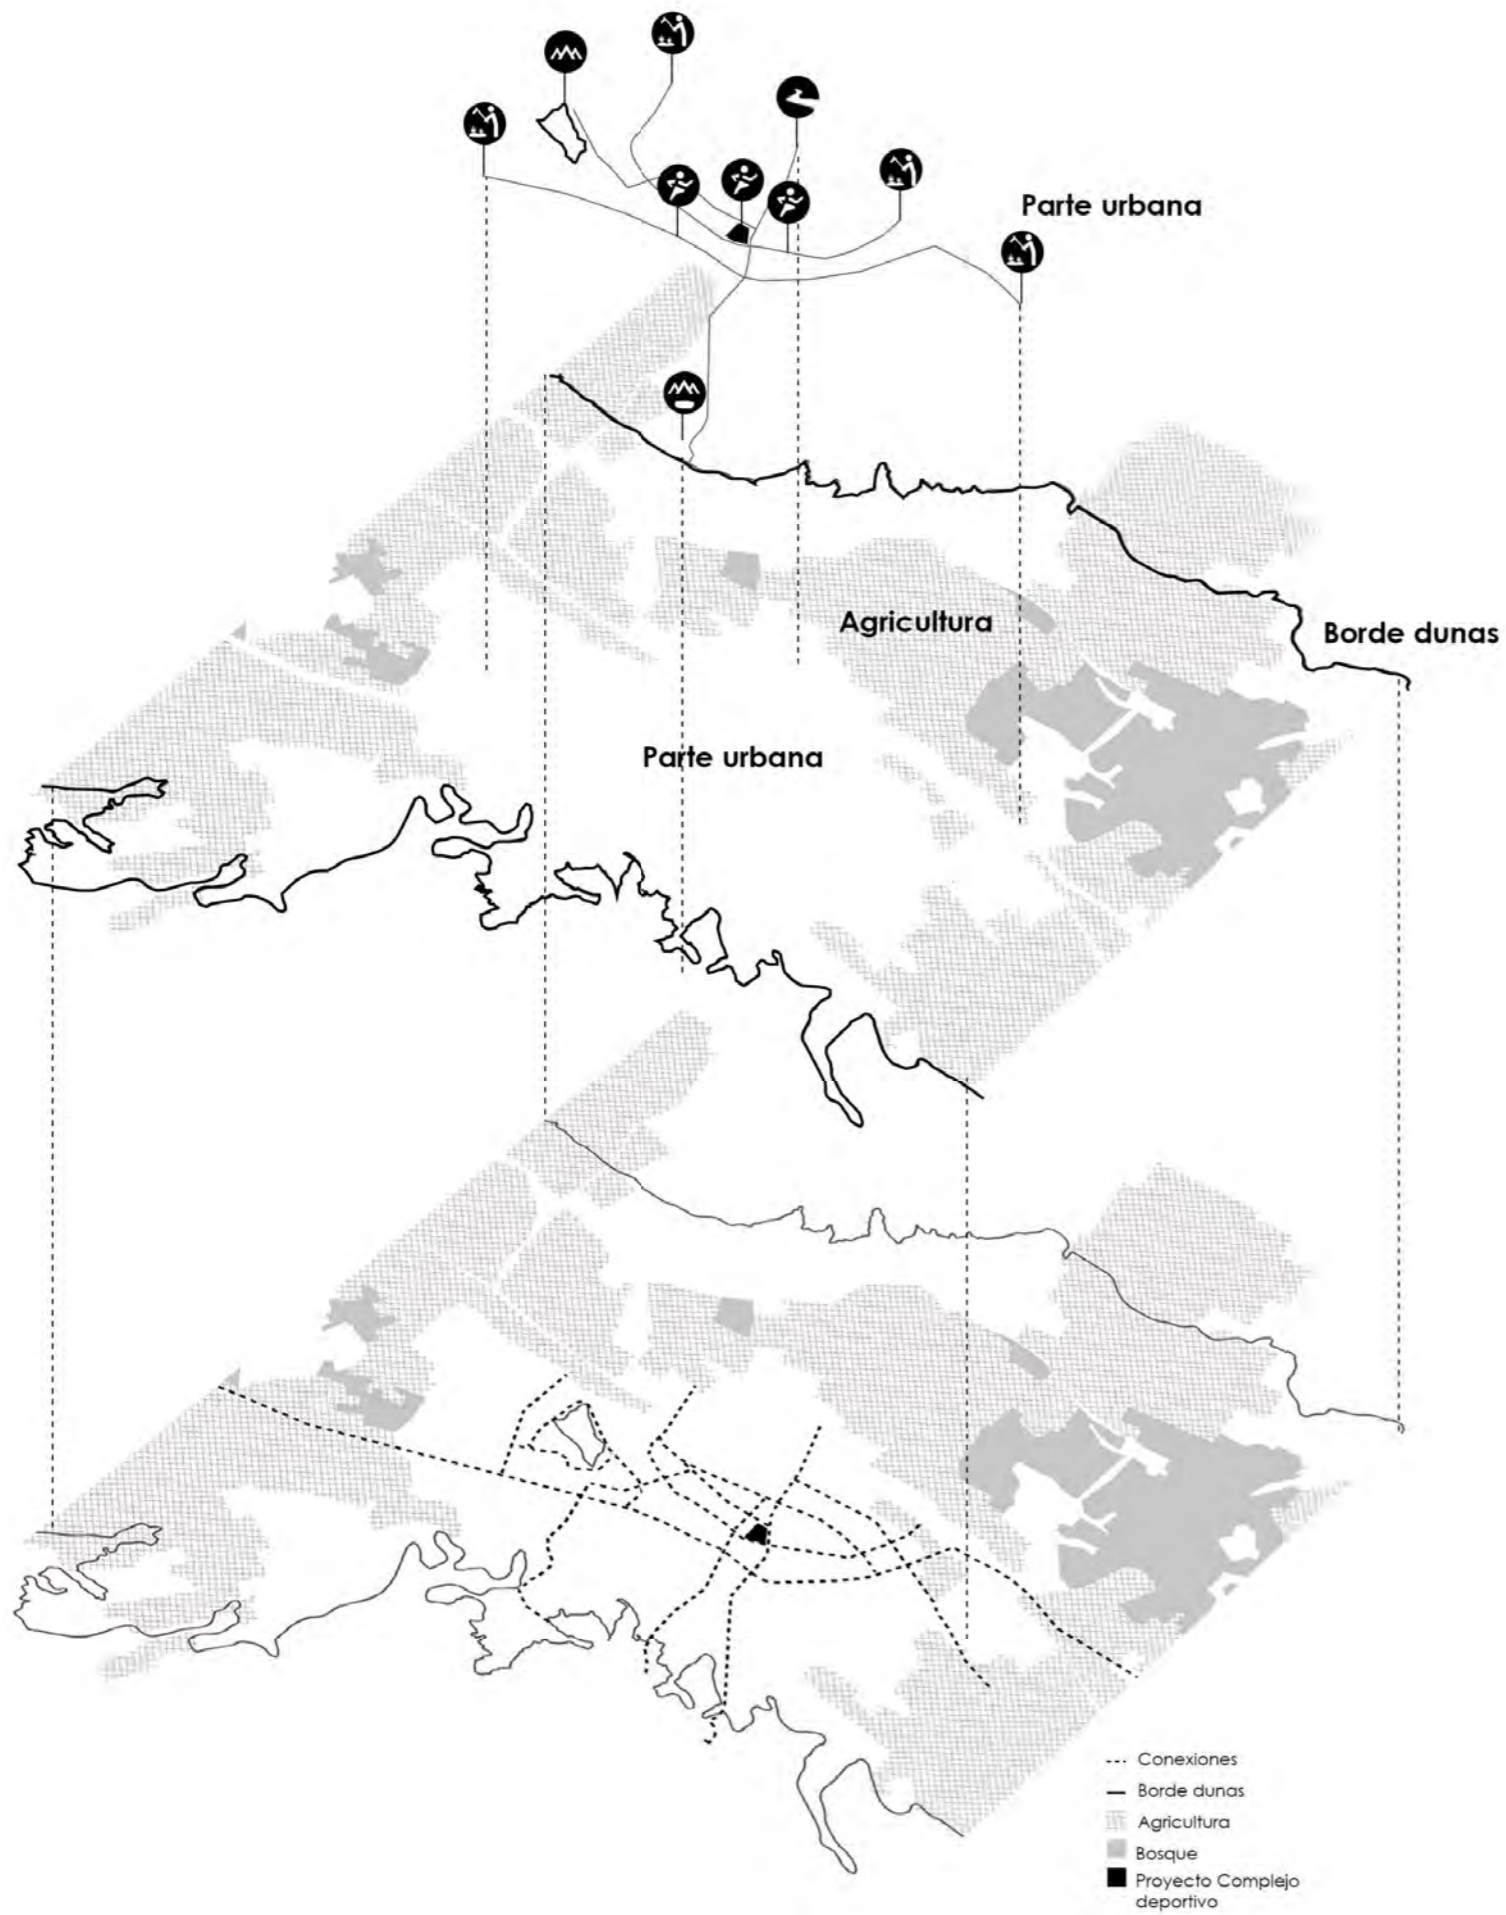 Parte urbana
Agricultura
Borde dunas
Parte urbana
Conexiones
Borde dunas
Agricultura
Bosque
Proyecto Complejo
deportivo